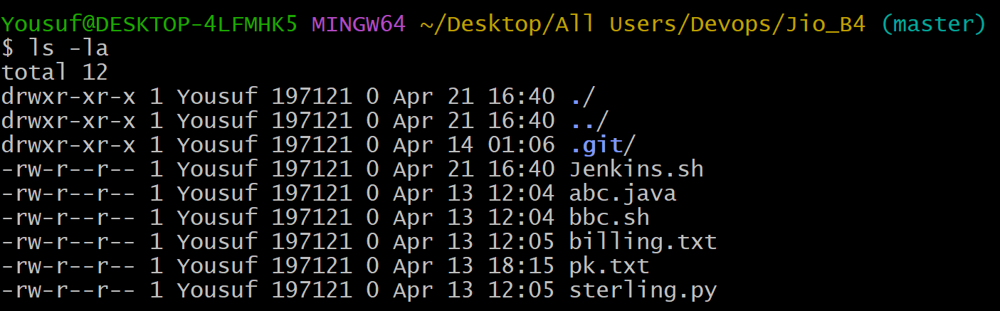 Yousuf@DESKTOP-4LFMHK5 MINGW64 ~/Desktop/All Users/Devops/Jio_B4 (master)
$ ls -la
total 12
drwxr-xr-x 1 Yousuf 197121 0 Apr 21 16:40 ./
drwxr-xr-x 1 Yousuf 197121 0 Apr 21 16:40 ../
drwxr-xr-x 1 Yousuf 197121 0 Apr 14 01:06 .git/
-rw-r--r-- 1 Yousuf 197121 0 Apr 21 16:40 Jenkins.sh
-rw-r--r-- 1 Yousuf 197121 0 Apr 13 12:04 abc.java
-rw-r--r-- 1 Yousuf 197121 0 Apr 13 12:04 bbc.sh
-rw-r--r-- 1 Yousuf 197121 0 Apr 13 12:05 billing.txt
-rw-r--r-- 1 Yousuf 197121 0 Apr 13 18:15 pk.txt
-rw-r--r-- 1 Yousuf 197121 0 Apr 13 12:05 sterling.py